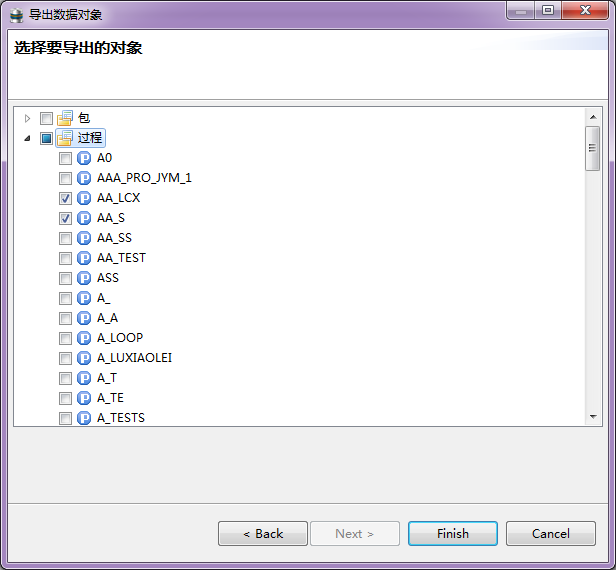 导出数据对象
选择要导出的对象
包
过程
P A0
P AAA_PRO_JYM_1
P AA_LCX
P AA_S
P AA_SS
P AA_TEST
P ASS
P A_
P A_A
P A_LOOP
P A_LUXIAOLEI
P A_T
P A_TE
P A_TESTS
< Back Next > Finish Cancel